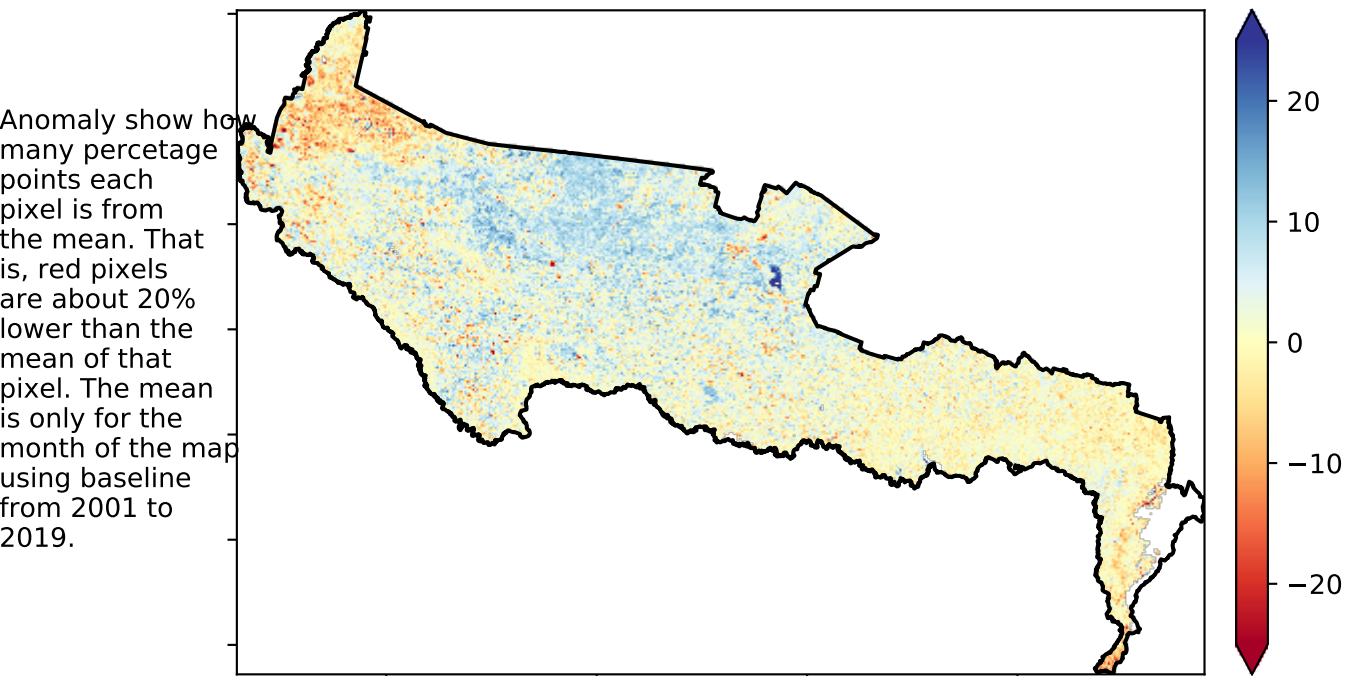 Anomaly show how
many percetage
points each
pixel is from
the mean. That
is, red pixels
are about 20%
lower than the
mean of that
pixel. The mean
is only for the
month of the map
using baseline
from 2001 to
2019.
20
10
0
−10
−20